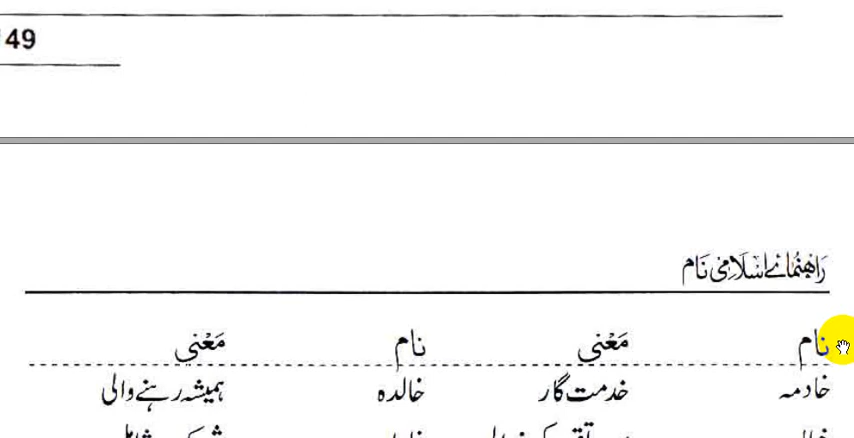 49
راہنمائے اسلامی نام
نام معنی نام معنی
خادمہ خدمت گار خالدہ ہمیشہ رہنے والی